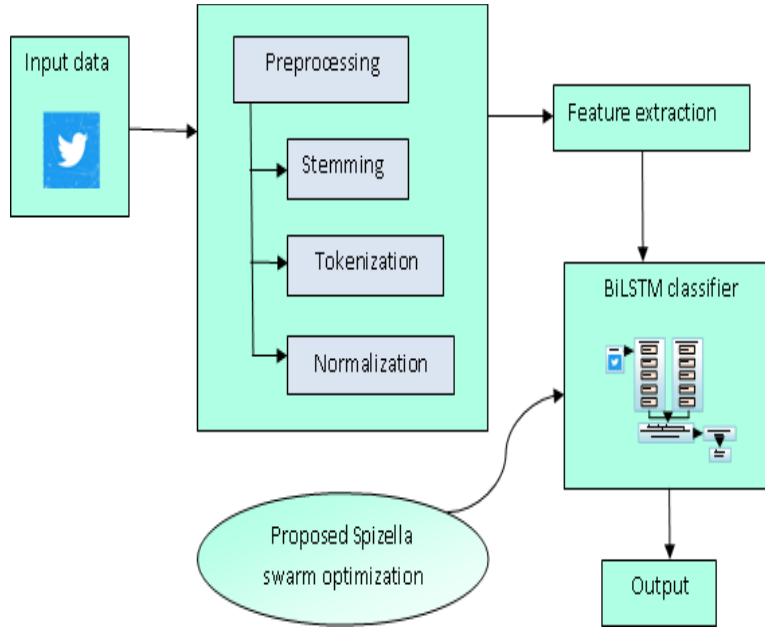 Input data
Preprocessing
Stemming
Tokenization
Normalization
Feature extraction
BiLSTM classifier
Proposed Spizella
swarm optimization
Output